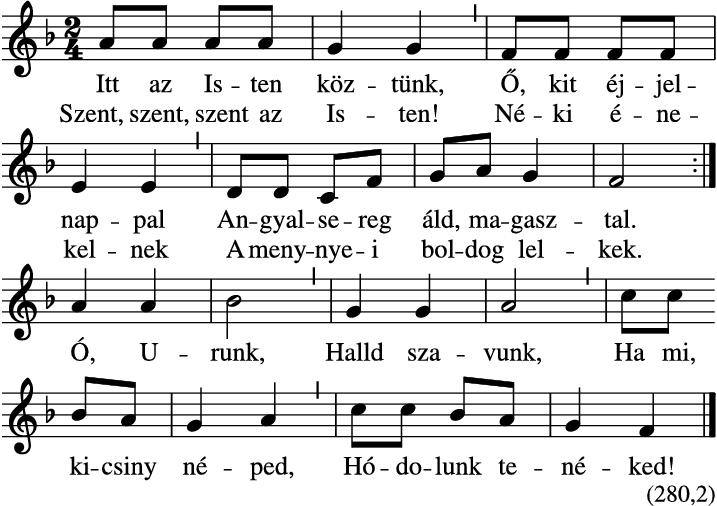 2
4
Itt az Is – ten köz – tünk, Ő, kit éj – jel –
Szent, szent, szent az Is – ten! Né – ki é – ne –
nap – pal An – gyal – se – reg áld, ma – gasz – tal.
kel – nek A meny – nye – i bol – dog lel – kek.
Ó, U – runk, Halld sza – vunk, Ha mi,
ki – csiny né – ped, Hó – do – lunk te – né – ked!
(280,2)